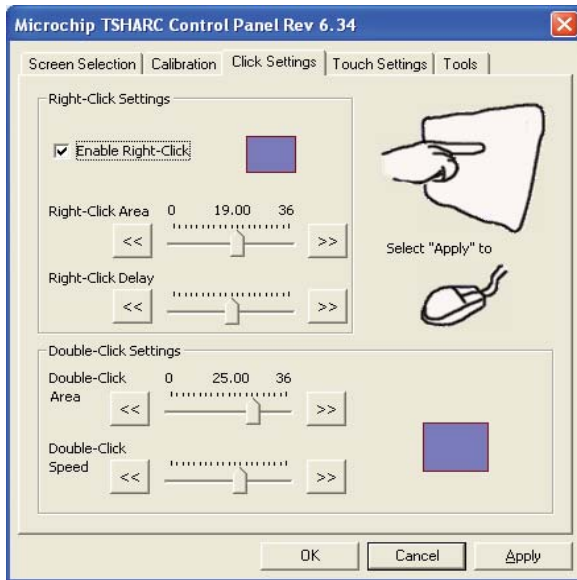 Microchip TSHARC Control Panel Rev 6.34
Screen Selection Calibration Click Settings Touch Settings Tools
Right-Click Settings
Enable Right-Click
Right-Click Area 0 19.00 36
<< >>
Select "Apply" to
Right-Click Delay
<< >>
Double-Click Settings
Double-Click Area 0 25.00 36
<< >>
Double-Click Speed
<< >>
OK Cancel Apply